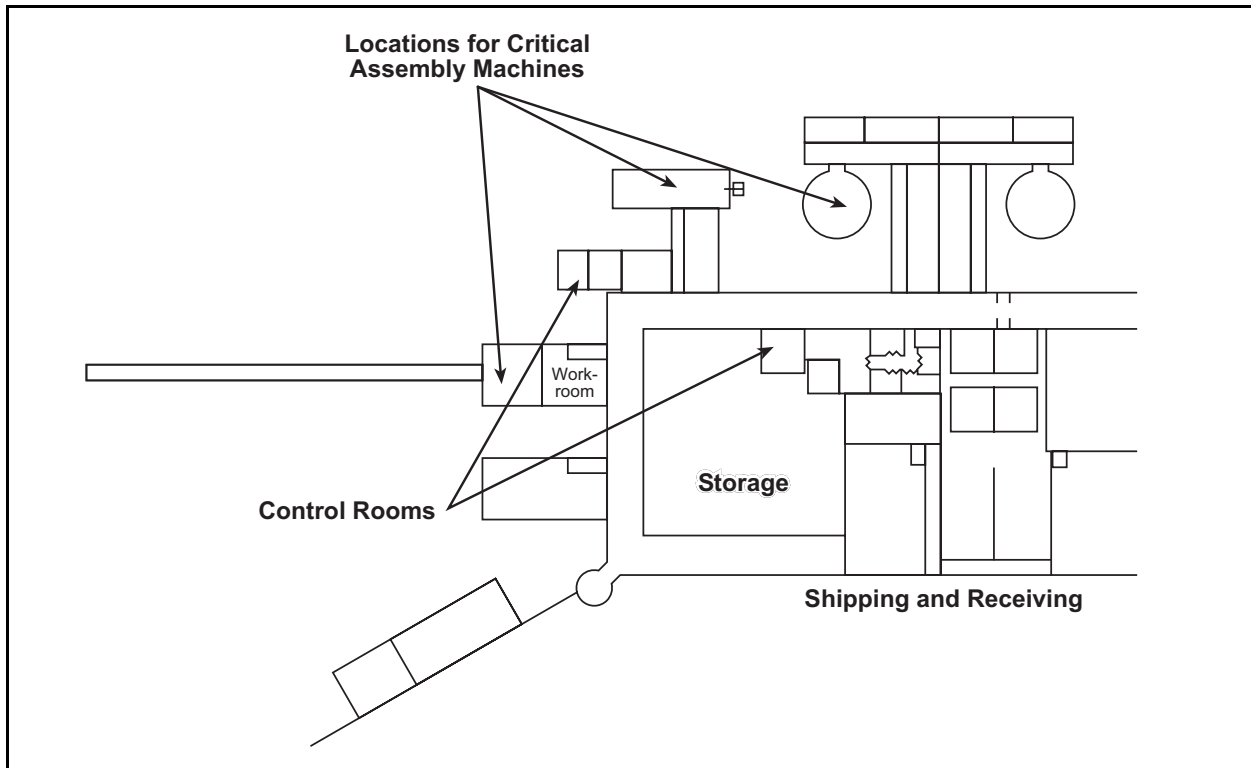 Locations for Critical
Assembly Machines
Work-
room
Storage
Control Rooms
Shipping and Receiving